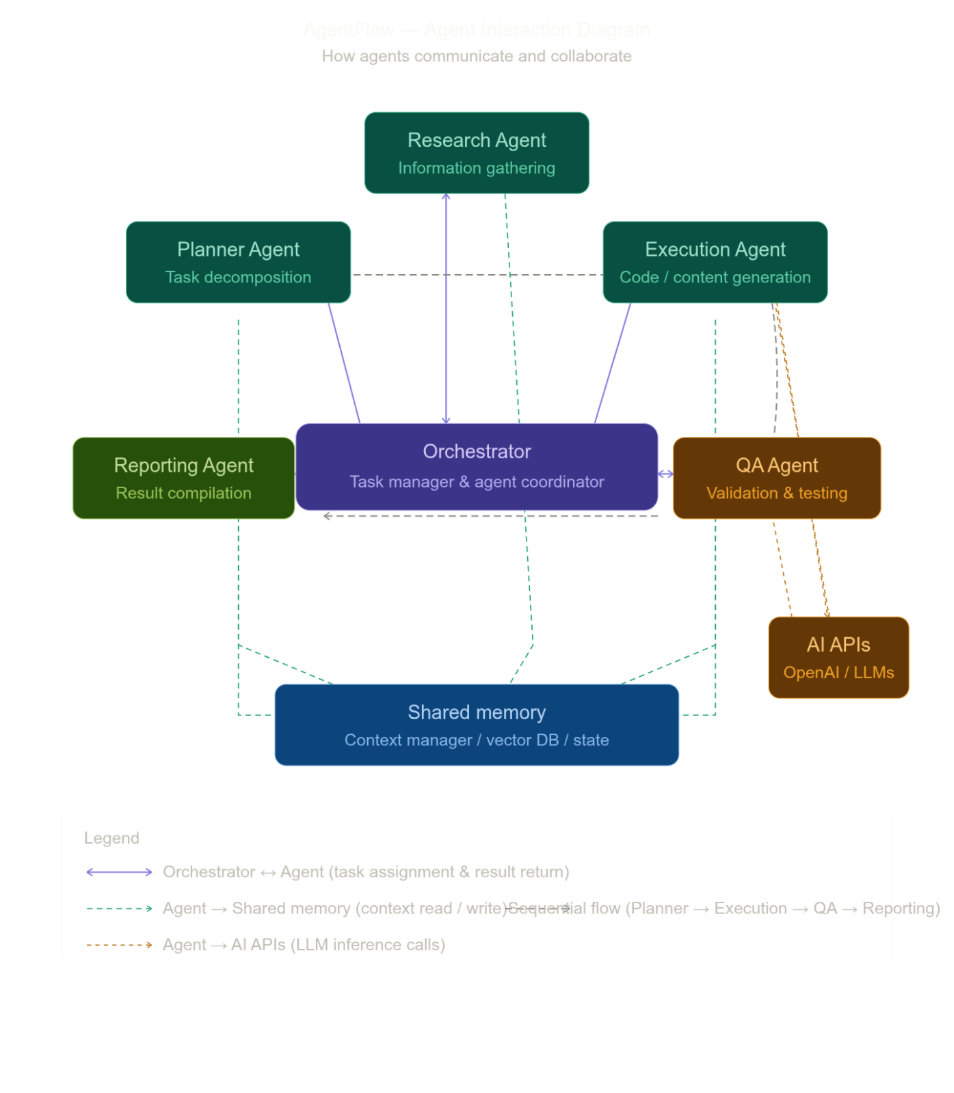 AgentFlow — Agent Interaction Diagram
How agents communicate and collaborate
Research Agent
Information gathering
Planner Agent
Task decomposition
Execution Agent
Code / content generation
Reporting Agent
Result compilation
Orchestrator
Task manager & agent coordinator
QA Agent
Validation & testing
AI APIs
OpenAI / LLMs
Shared memory
Context manager / vector DB / state
Legend
Orchestrator ↔ Agent (task assignment & result return)
Agent → Shared memory (context read / write)
Sequential flow (Planner → Execution → QA → Reporting)
Agent → AI APIs (LLM inference calls)